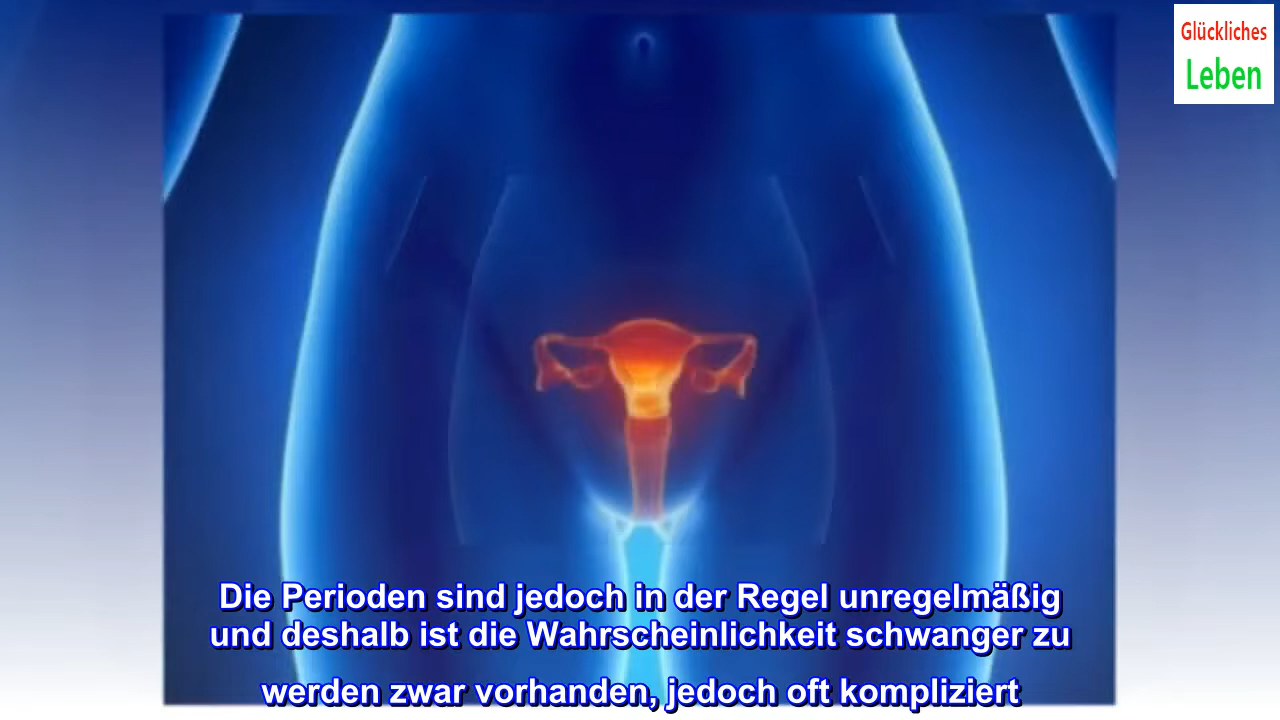 Glückliches
Leben
Die Perioden sind jedoch in der Regel unregelmäßig
und deshalb ist die Wahrscheinlichkeit schwanger zu
werden zwar vorhanden, jedoch oft kompliziert